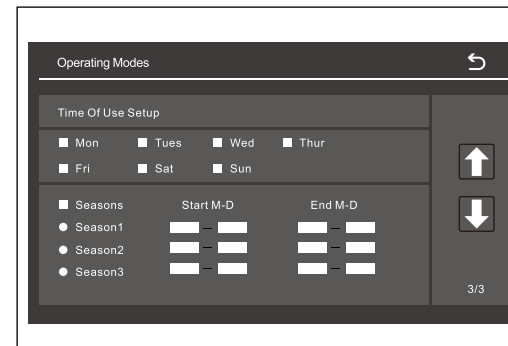 Operating Modes
Time Of Use Setup
Mon Tues Wed Thur
Fri Sat Sun
Seasons Start M-D End M-D
Season1 – –
Season2 – –
Season3 – –
3/3